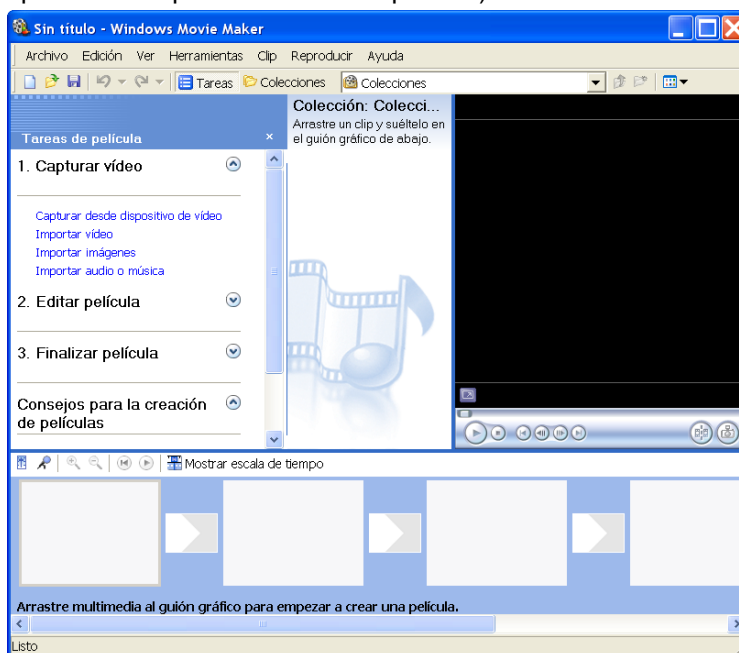 Sin título - Windows Movie Maker
Archivo Edición Ver Herramientas Clip Reproducir Ayuda
Tareas Colecciones Colecciones
Tareas de película
1. Capturar vídeo
Capturar desde dispositivo de vídeo
Importar vídeo
Importar imágenes
Importar audio o música
2. Editar película
3. Finalizar película
Consejos para la creación
de películas
Colección: Colecci...
Arrastre un clip y suéltelo en
el guión gráfico de abajo.
Mostrar escala de tiempo
Arrastre multimedia al guión gráfico para empezar a crear una película.
Listo